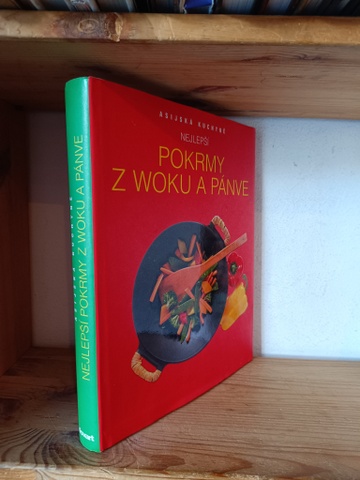 ASIJSKÁ KUCHYNĚ
NEJLEPŠÍ
POKRMY
Z WOKU A PÁNVE
NEJLEPŠÍ POKRMY Z WOKU A PÁNVE